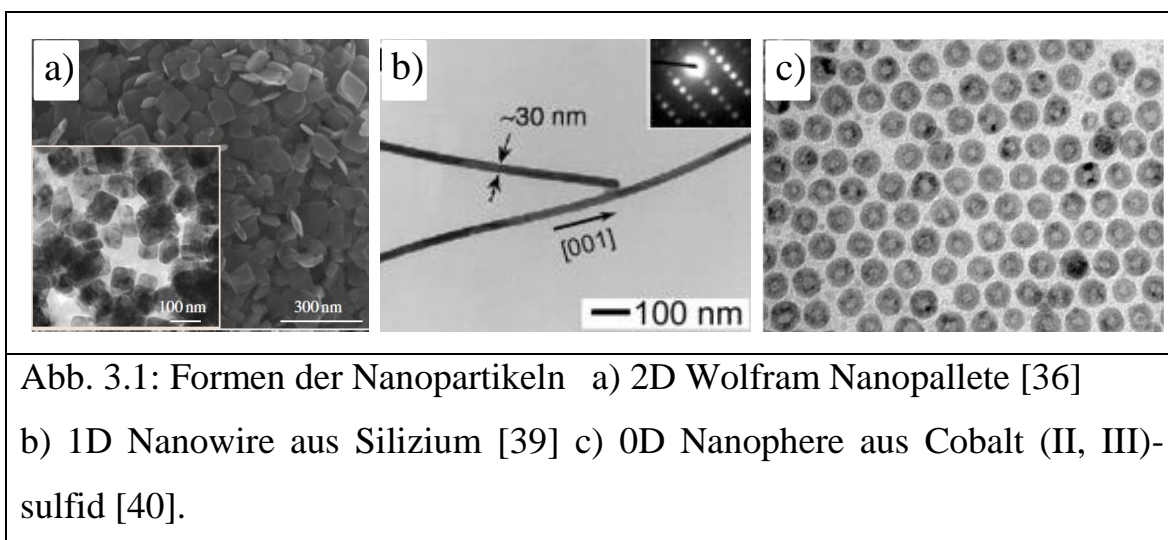 a)
b)
c)
~30 nm
[001]
100 nm
300 nm
100 nm
Abb. 3.1: Formen der Nanopartikeln a) 2D Wolfram Nanopallete [36]
b) 1D Nanowire aus Silizium [39] c) 0D Nanophere aus Cobalt (II, III)-
sulfid [40].